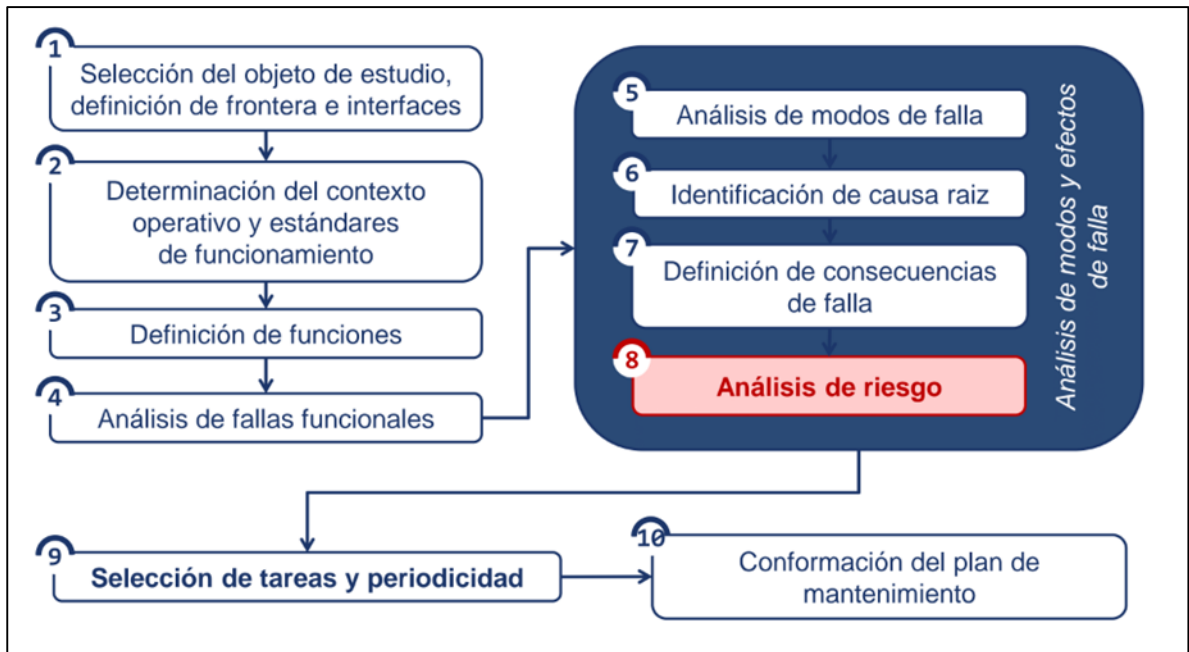 1
Selección del objeto de estudio,
definición de frontera e interfaces
2
Determinación del contexto
operativo y estándares
de funcionamiento
3
Definición de funciones
4
Análisis de fallas funcionales
5
Análisis de modos de falla
6
Identificación de causa raiz
7
Definición de consecuencias
de falla
8
Análisis de riesgo
Análisis de modos y efectos
de falla
9
Selección de tareas y periodicidad
10
Conformación del plan de
mantenimiento